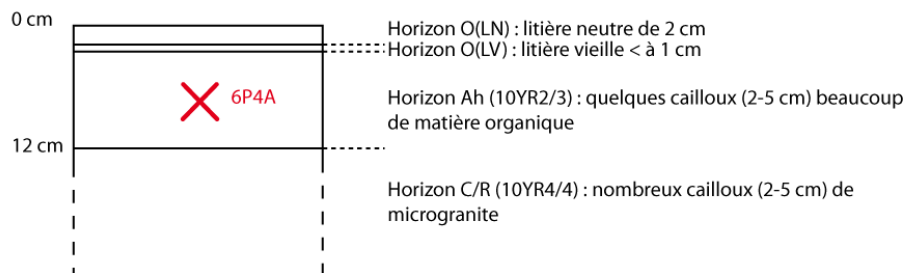 0 cm
Horizon O(LN) : litière neutre de 2 cm
Horizon O(LV) : litière vieille < à 1 cm
6P4A
Horizon Ah (10YR2/3) : quelques cailloux (2-5 cm) beaucoup
de matière organique
12 cm
Horizon C/R (10YR4/4) : nombreux cailloux (2-5 cm) de
microgranite